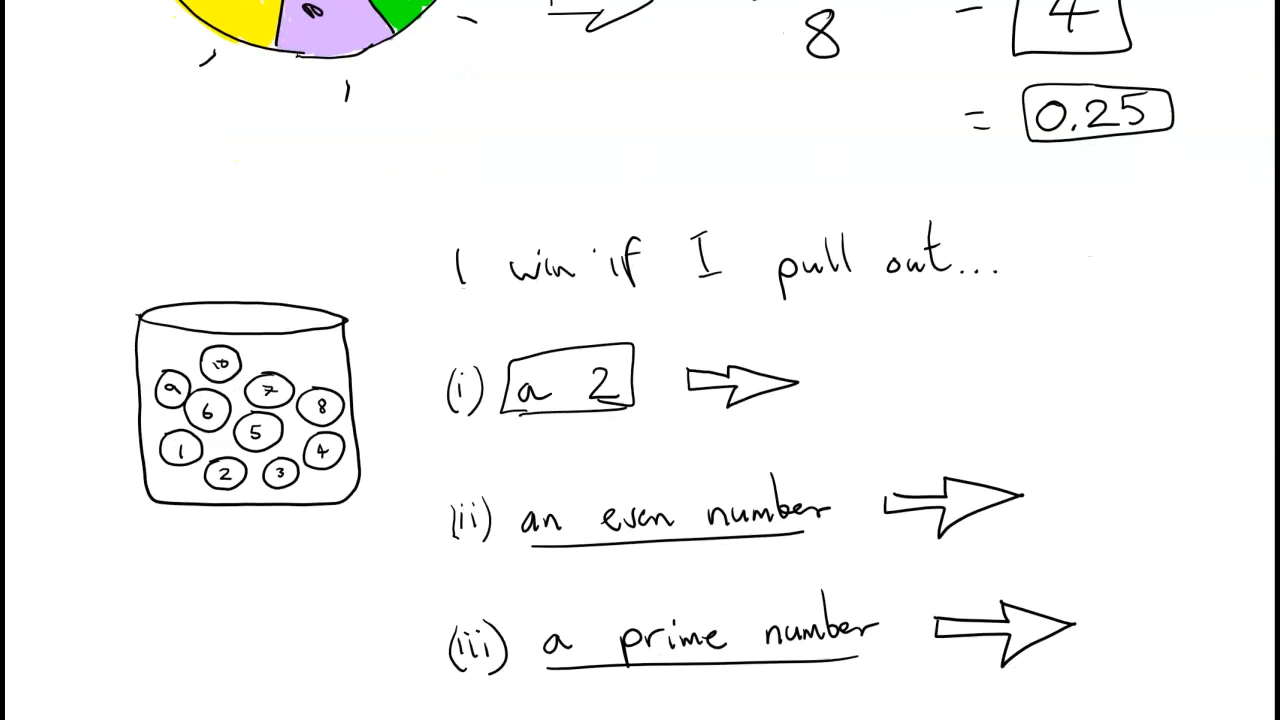 8
= 4
= 0.25
I win if I pull out...
10
9 7
6 8
5
1 4
2 3
(i) a 2
(ii) an even number
(iii) a prime number